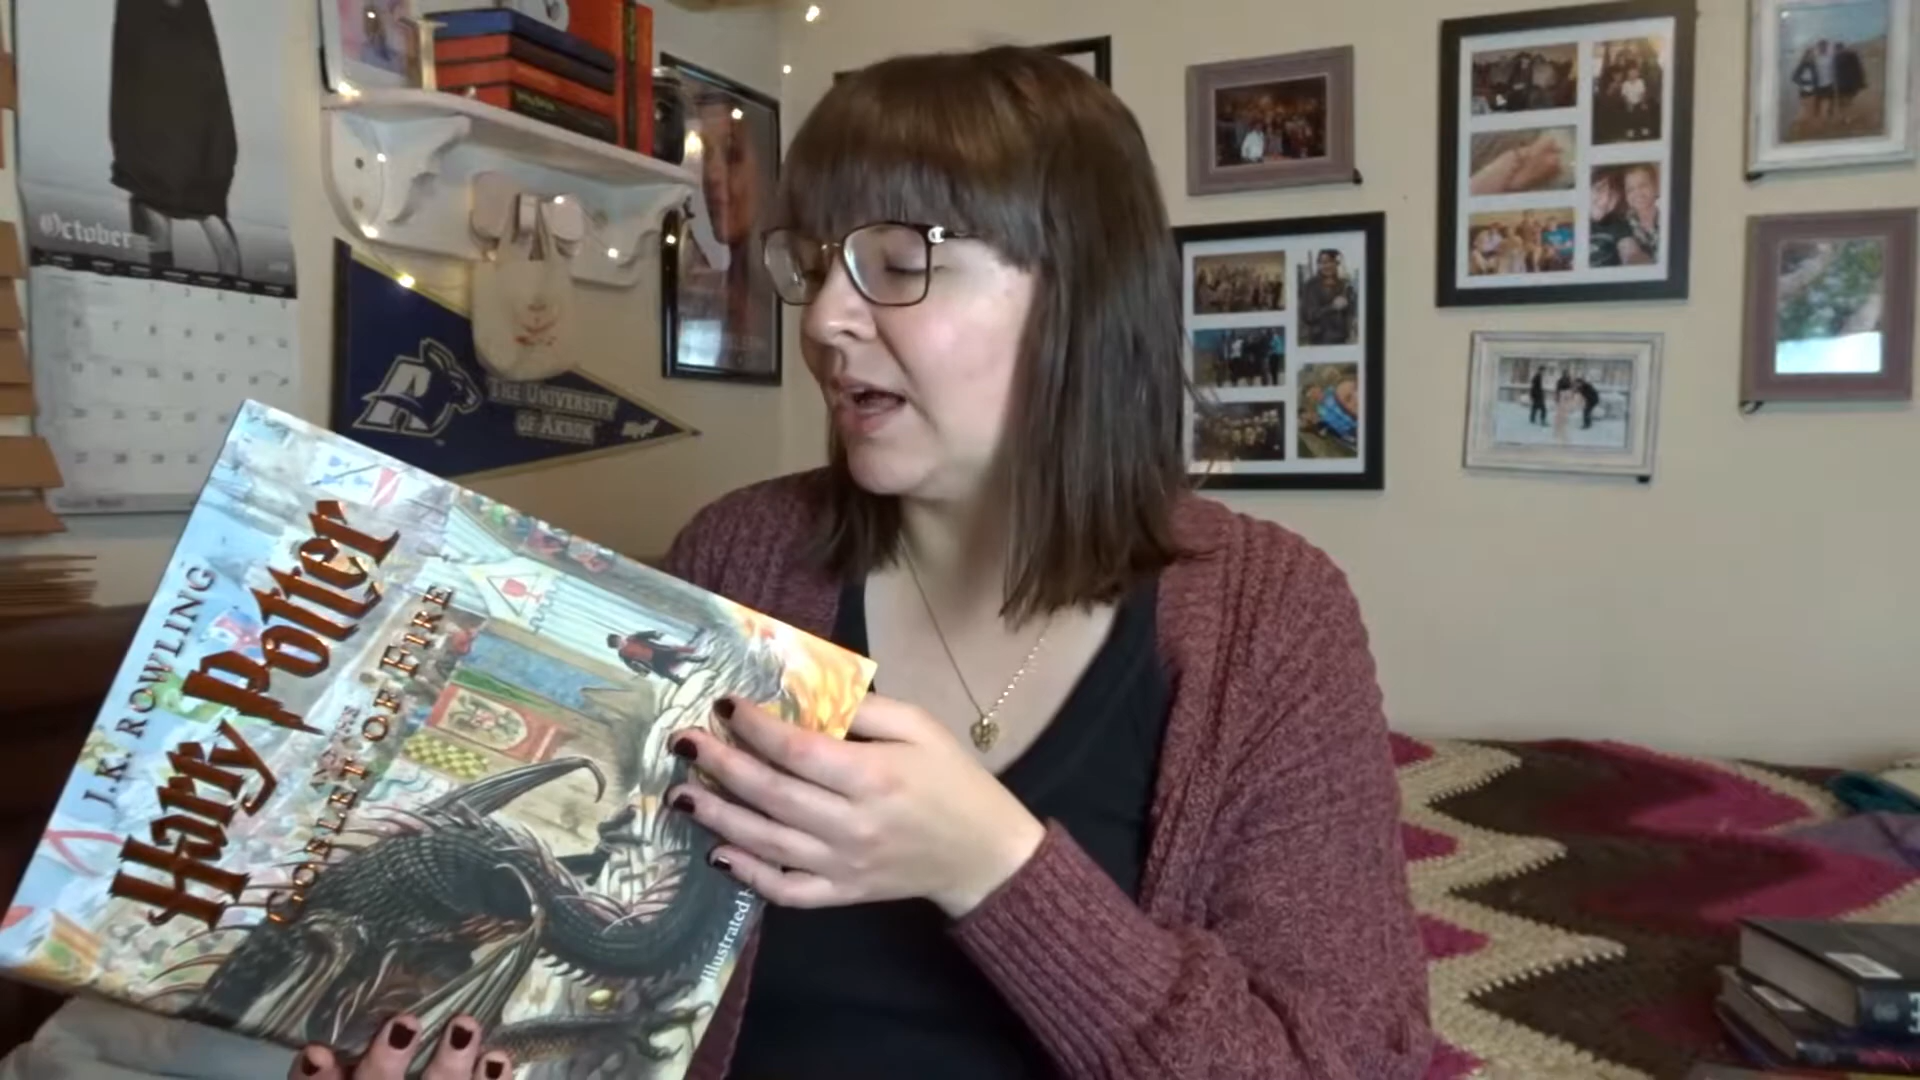 October
THE UNIVERSITY
OF AKRON
J.K. ROWLING
Harry Potter
AND THE
GOBLET OF FIRE
Illustrated